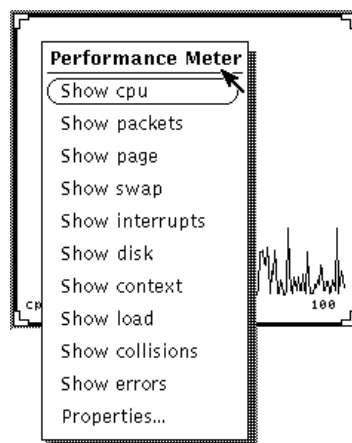 Performance Meter
Show cpu
Show packets
Show page
Show swap
Show interrupts
Show disk
Show context
Show load
Show collisions
Show errors
Properties...
100